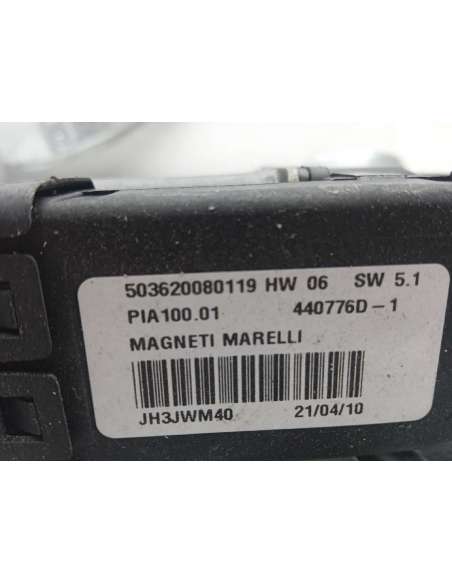 503620080119 HW 06 SW 5.1
PIA100.01 440776D-1
MAGNETI MARELLI
JH3JWM40 21/04/10